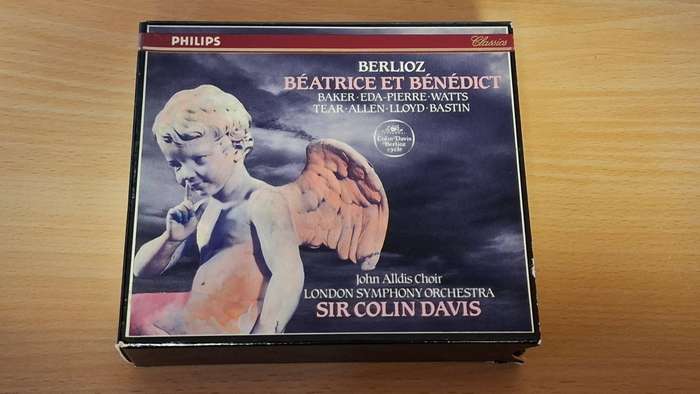 PHILIPS
Classics
BERLIOZ
BÉATRICE ET BÉNÉDICT
BAKER·EDA-PIERRE·WATTS
TEAR·ALLEN·LLOYD·BASTIN
Colin Davis
Berlioz
cycle
John Alldis Choir
LONDON SYMPHONY ORCHESTRA
SIR COLIN DAVIS